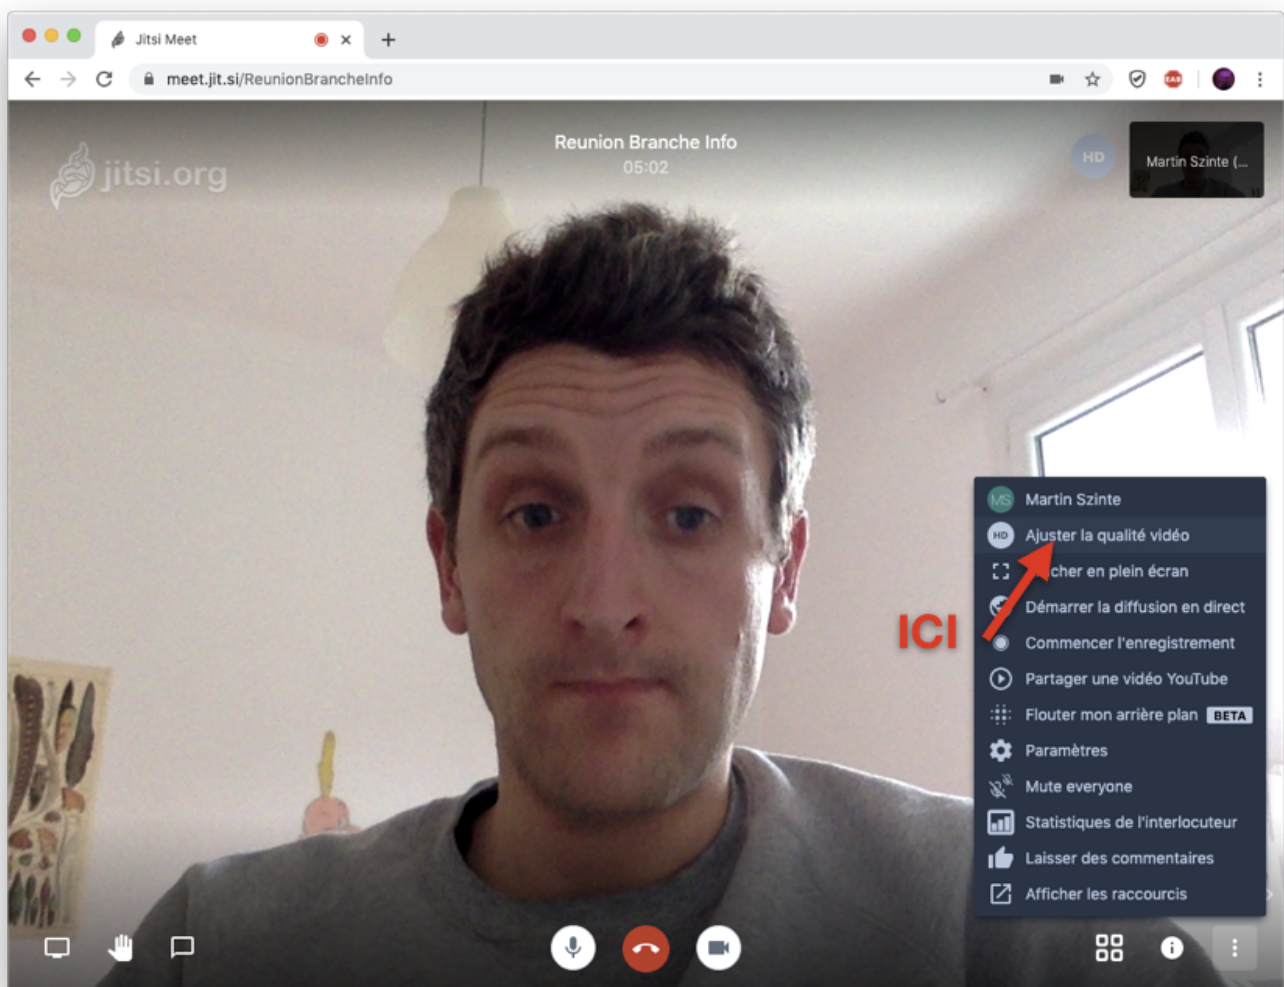 Jitsi Meet
meet.jit.si/ReunionBrancheInfo
EAB
jitsi.org
Reunion Branche Info
05:02
HD
Martin Szinte (...
MS Martin Szinte
HD Ajuster la qualité vidéo
cher en plein écran
Démarrer la diffusion en direct
ICI
Commencer l'enregistrement
Partager une vidéo YouTube
Flouter mon arrière plan BETA
Paramètres
Mute everyone
Statistiques de l'interlocuteur
Laisser des commentaires
Afficher les raccourcis